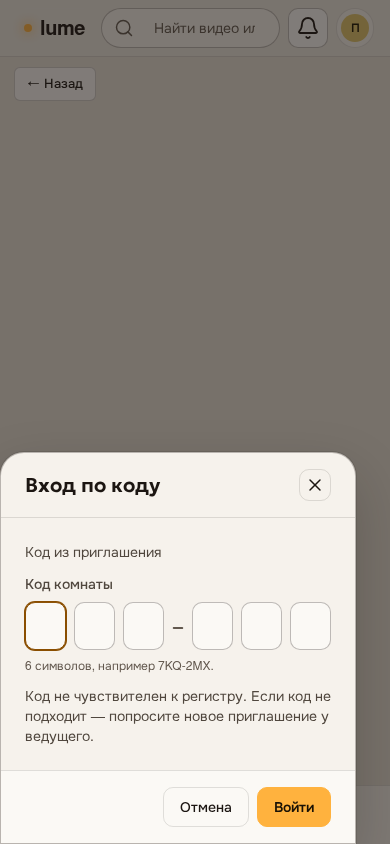 lume
Найти видео ил
← Назад
П
Вход по коду
Код из приглашения
Код комнаты
–
6 символов, например 7KQ-2MX.
Код не чувствителен к регистру. Если код не
подходит — попросите новое приглашение у
ведущего.
Отмена
Войти